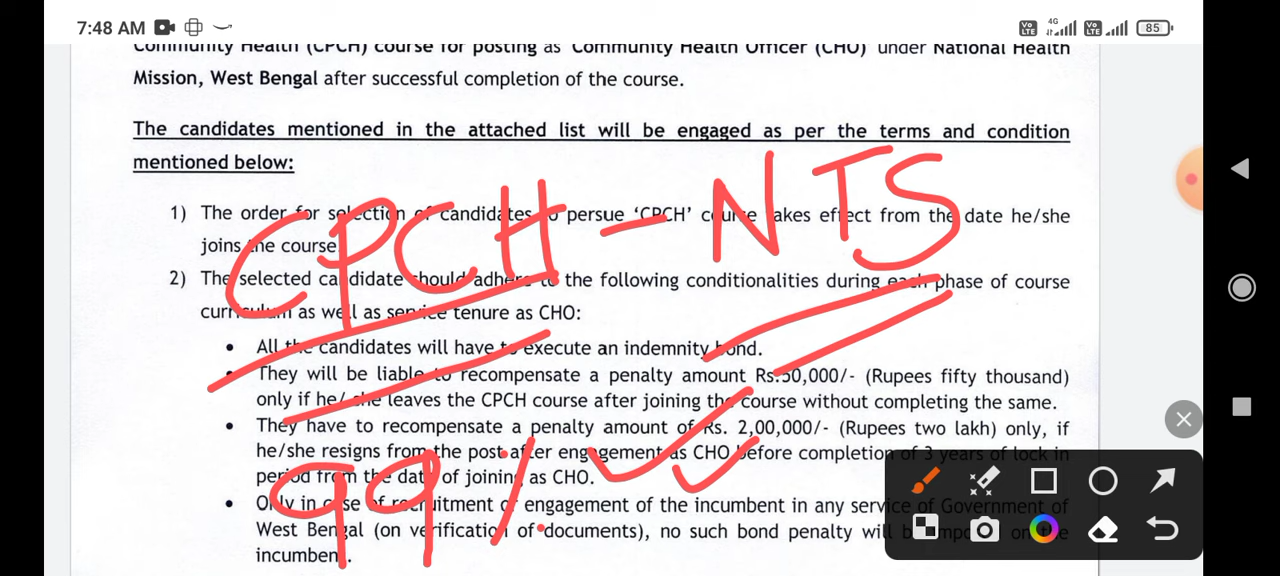 7:48 AM
4G
Vo LTE
Vo LTE
85
Community Health (CPCH) course for posting as Community Health Officer (CHO) under National Health
Mission, West Bengal after successful completion of the course.
The candidates mentioned in the attached list will be engaged as per the terms and condition
mentioned below:
1) The order for selection of candidates to persue ‘CPCH’ course takes effect from the date he/she
joins the course
CPCH - NTS
2) The selected candidate should adhere to the following conditionalities during each phase of course
curriculum as well as service tenure as CHO:
• All the candidates will have to execute an indemnity bond.
• They will be liable to recompensate a penalty amount Rs.50,000/- (Rupees fifty thousand)
only if he/ she leaves the CPCH course after joining the course without completing the same.
• They have to recompensate a penalty amount of Rs. 2,00,000/- (Rupees two lakh) only, if
he/she resigns from the post after engagement as CHO before completion of 3 years of lock in
period from the date of joining as CHO.
99%
• Only in case of recruitment or engagement of the incumbent in any service of Government of
West Bengal (on verification of documents), no such bond penalty will be imposed on the
incumbent.